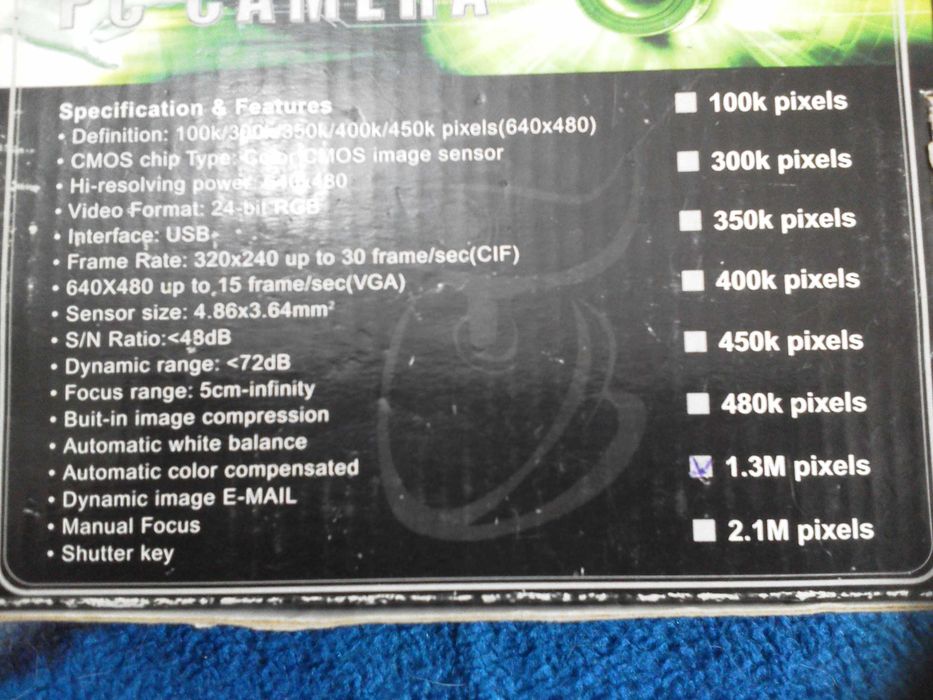 PC CAMERA
Specification & Features
• Definition: 100k/300k/350k/400k/450k pixels(640x480)
• CMOS chip Type: Color CMOS image sensor
• Hi-resolving power: 640x480
• Video Format: 24-bit RGB
• Interface: USB
• Frame Rate: 320x240 up to 30 frame/sec(CIF)
• 640X480 up to 15 frame/sec(VGA)
• Sensor size: 4.86x3.64mm²
• S/N Ratio:<48dB
• Dynamic range: <72dB
• Focus range: 5cm-infinity
• Buit-in image compression
• Automatic white balance
• Automatic color compensated
• Dynamic image E-MAIL
• Manual Focus
• Shutter key
100k pixels
300k pixels
350k pixels
400k pixels
450k pixels
480k pixels
1.3M pixels
2.1M pixels